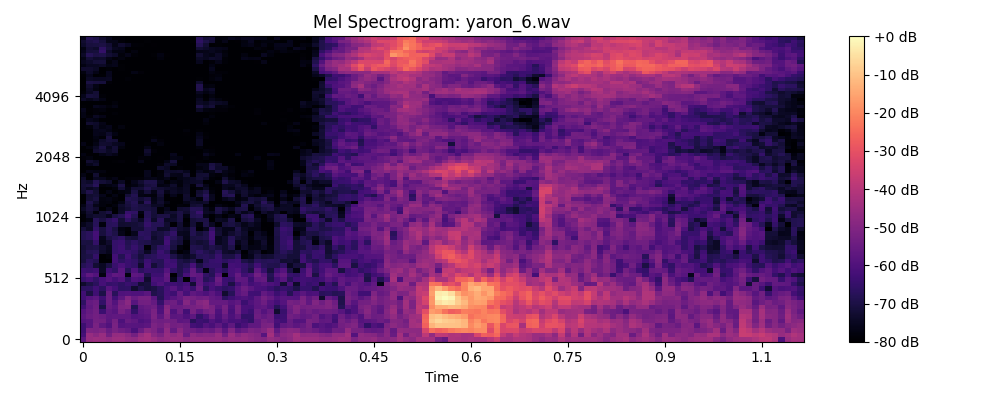 Mel Spectrogram: yaron_6.wav
Hz
4096
2048
1024
512
0
0
0.15
0.3
0.45
0.6
0.75
0.9
1.1
Time
+0 dB
-10 dB
-20 dB
-30 dB
-40 dB
-50 dB
-60 dB
-70 dB
-80 dB